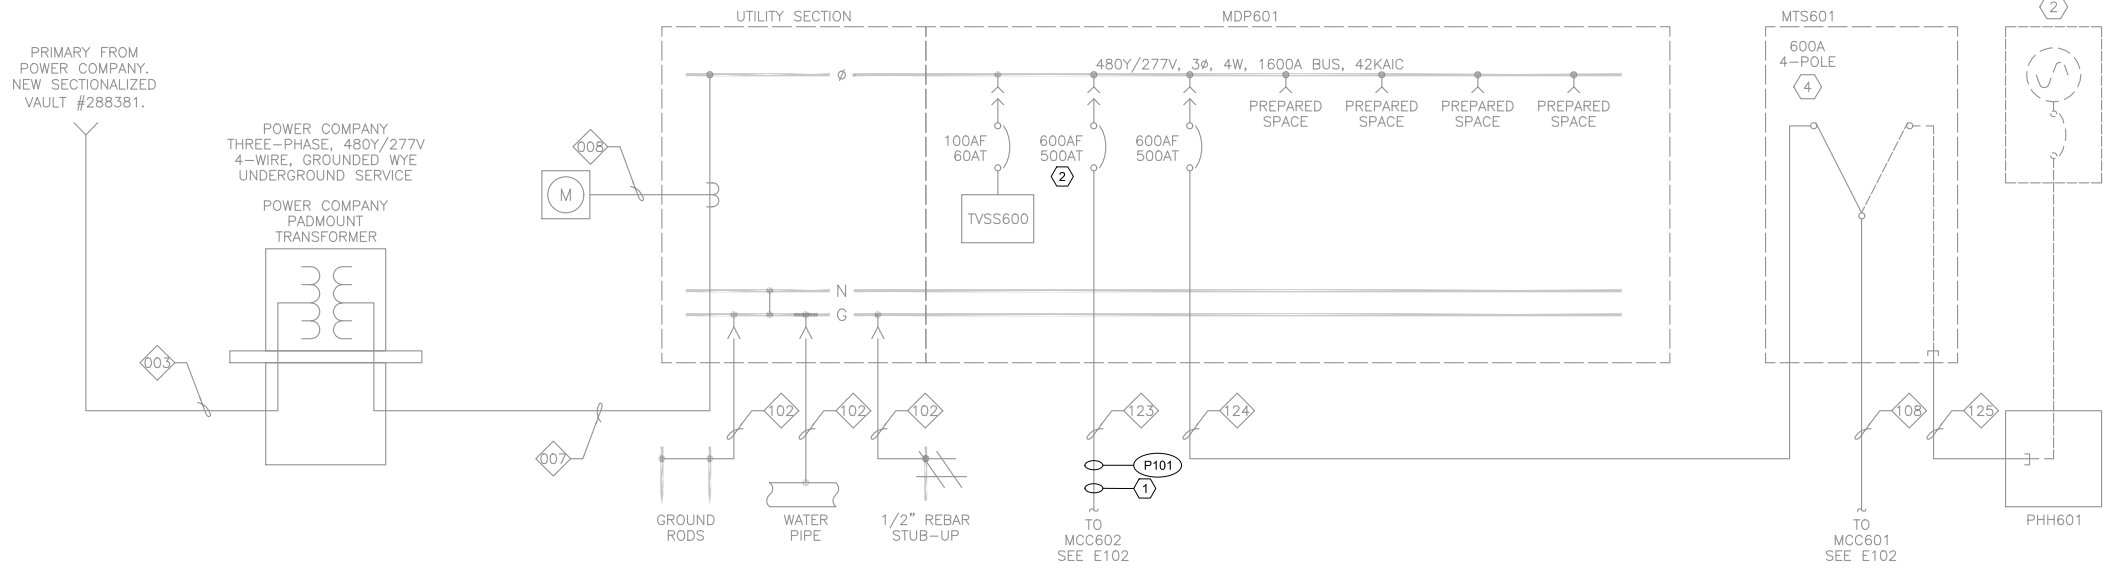 UTILITY SECTION
MDP601
MTS601
2
PRIMARY FROM
POWER COMPANY.
NEW SECTIONALIZED
VAULT #288381.
POWER COMPANY
THREE-PHASE, 480Y/277V
4-WIRE, GROUNDED WYE
UNDERGROUND SERVICE
POWER COMPANY
PADMOUNT
TRANSFORMER
008
M
Ø
480Y/277V, 3ø, 4W, 1600A BUS, 42KAIC
PREPARED
SPACE
PREPARED
SPACE
PREPARED
SPACE
PREPARED
SPACE
100AF
60AT
600AF
500AT
2
600AF
500AT
TVSS600
600A
4-POLE
4
N
G
003
007
102
102
102
123
124
108
125
P101
1
GROUND
RODS
WATER
PIPE
1/2" REBAR
STUB-UP
TO
MCC602
SEE E102
TO
MCC601
SEE E102
PHH601